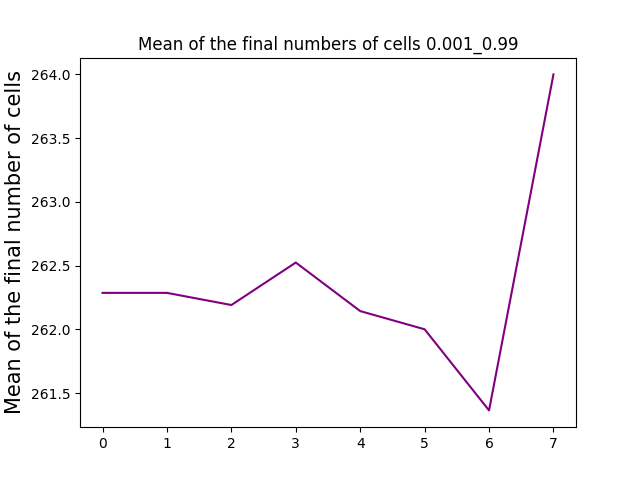 Mean of the final numbers of cells 0.001_0.99
Mean of the final number of cells
264.0
263.5
263.0
262.5
262.0
261.5
0 1 2 3 4 5 6 7